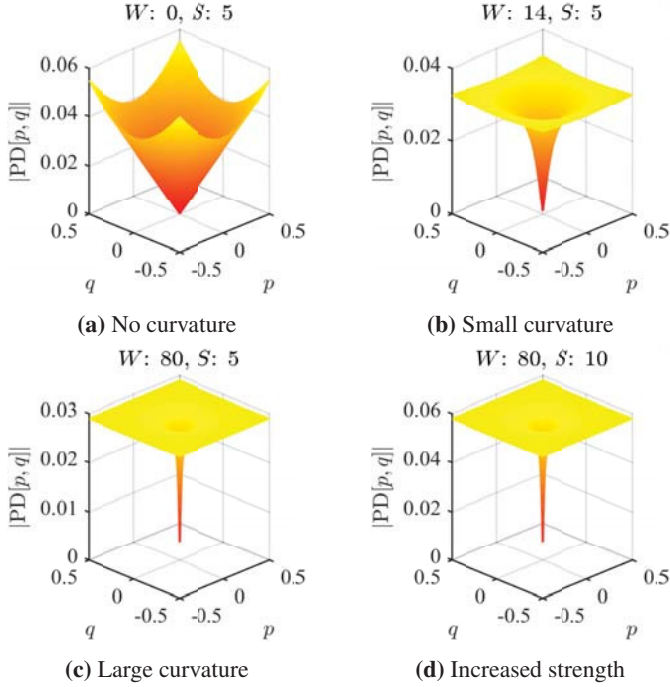 W: 0, S: 5
0.06
0.04
0.02
0
0.5
0
-0.5
-0.5
0
0.5
|PD[p, q]|
q
p
(a) No curvature
W: 14, S: 5
0.04
0.02
0
0.5
0
-0.5
-0.5
0
0.5
|PD[p, q]|
q
p
(b) Small curvature
W: 80, S: 5
0.03
0.02
0.01
0
0.5
0
-0.5
-0.5
0
0.5
|PD[p, q]|
q
p
(c) Large curvature
W: 80, S: 10
0.06
0.04
0.02
0
0.5
0
-0.5
-0.5
0
0.5
|PD[p, q]|
q
p
(d) Increased strength